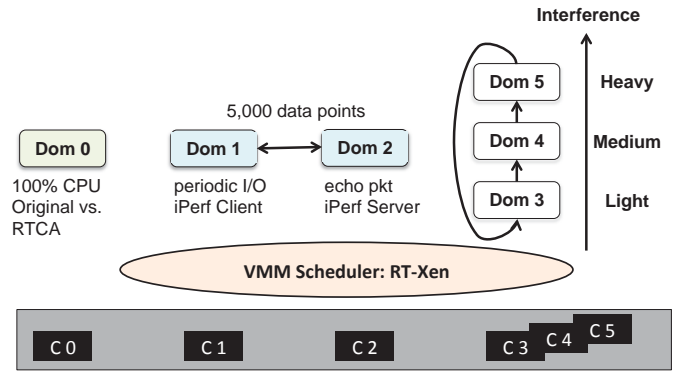 Interference
Dom 5
Heavy
5,000 data points
Dom 0
Dom 1
Dom 2
Dom 4
Medium
100% CPU
Original vs.
RTCA
periodic I/O
iPerf Client
echo pkt
iPerf Server
Dom 3
Light
VMM Scheduler: RT-Xen
C 0
C 1
C 2
C 3
C 4
C 5